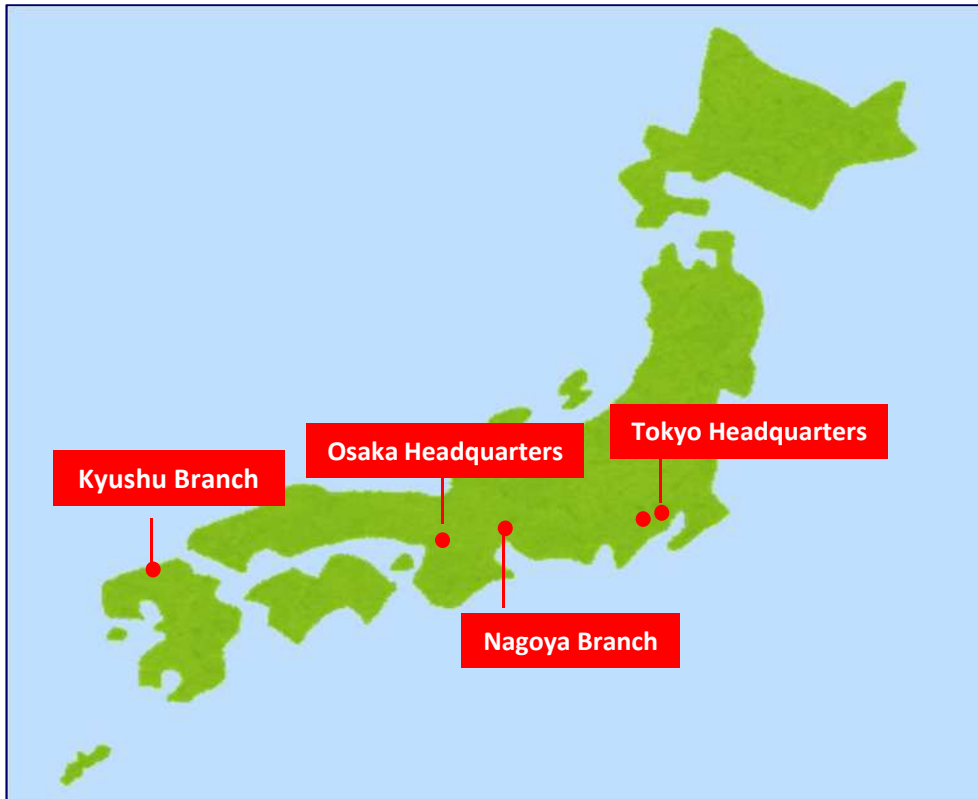 Tokyo Headquarters
Osaka Headquarters
Kyushu Branch
Nagoya Branch